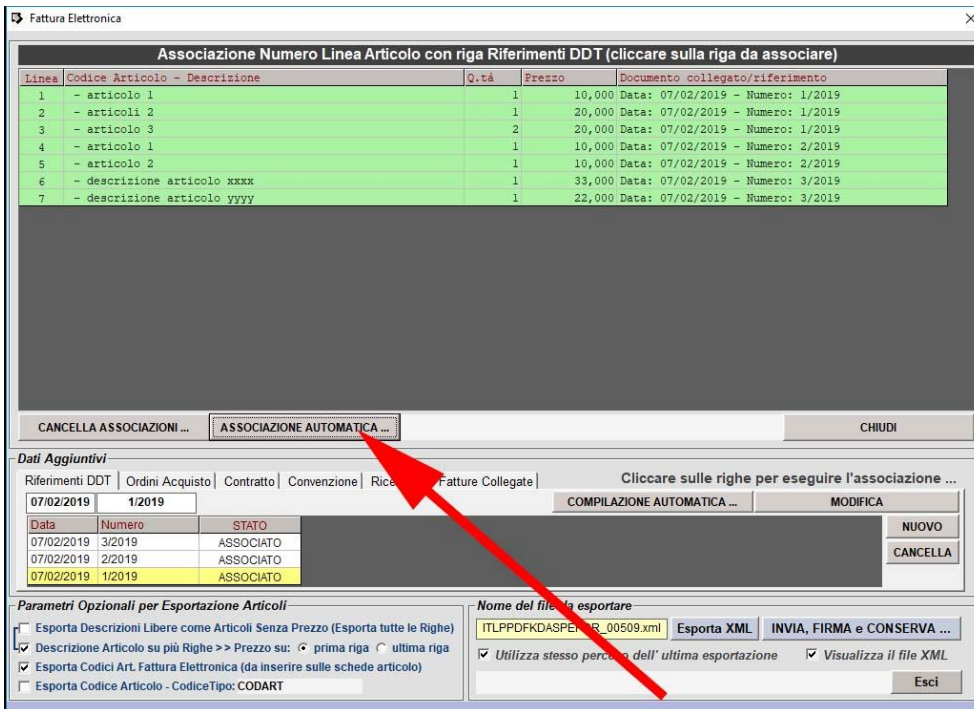 Fattura Elettronica
Associazione Numero Linea Articolo con riga Riferimenti DDT (cliccare sulla riga da associare)
Linea Codice Articolo - Descrizione Q.tá Prezzo Documento collegato/riferimento
1 - articolo 1 1 10,000 Data: 07/02/2019 - Numero: 1/2019
2 - articoli 2 1 20,000 Data: 07/02/2019 - Numero: 1/2019
3 - articolo 3 2 20,000 Data: 07/02/2019 - Numero: 1/2019
4 - articolo 1 1 10,000 Data: 07/02/2019 - Numero: 2/2019
5 - articolo 2 1 10,000 Data: 07/02/2019 - Numero: 2/2019
6 - descrizione articolo xxxx 1 33,000 Data: 07/02/2019 - Numero: 3/2019
7 - descrizione articolo yyyy 1 22,000 Data: 07/02/2019 - Numero: 3/2019
CANCELLA ASSOCIAZIONI ... ASSOCIAZIONE AUTOMATICA ... CHIUDI
Dati Aggiuntivi
Riferimenti DDT Ordini Acquisto Contratto Convenzione Fatture Collegate Cliccare sulle righe per eseguire l'associazione ...
07/02/2019 1/2019 COMPILAZIONE AUTOMATICA ... MODIFICA
Data Numero STATO NUOVO
07/02/2019 3/2019 ASSOCIATO
07/02/2019 2/2019 ASSOCIATO CANCELLA
07/02/2019 1/2019 ASSOCIATO
Parametri Opzionali per Esportazione Articoli Nome del file da esportare
Esporta Descrizioni Libere come Articoli Senza Prezzo (Esporta tutte le Righe) Esporta XML INVIA, FIRMA e CONSERVA ...
Descrizione Articolo su più Righe >> Prezzo su: prima riga ultima riga Utilizza stesso percorso dell' ultima esportazione Visualizza il file XML
Esporta Codici Art. Fattura Elettronica (da inserire sulle schede articolo)
Esporta Codice Articolo - CodiceTipo: CODART Esci